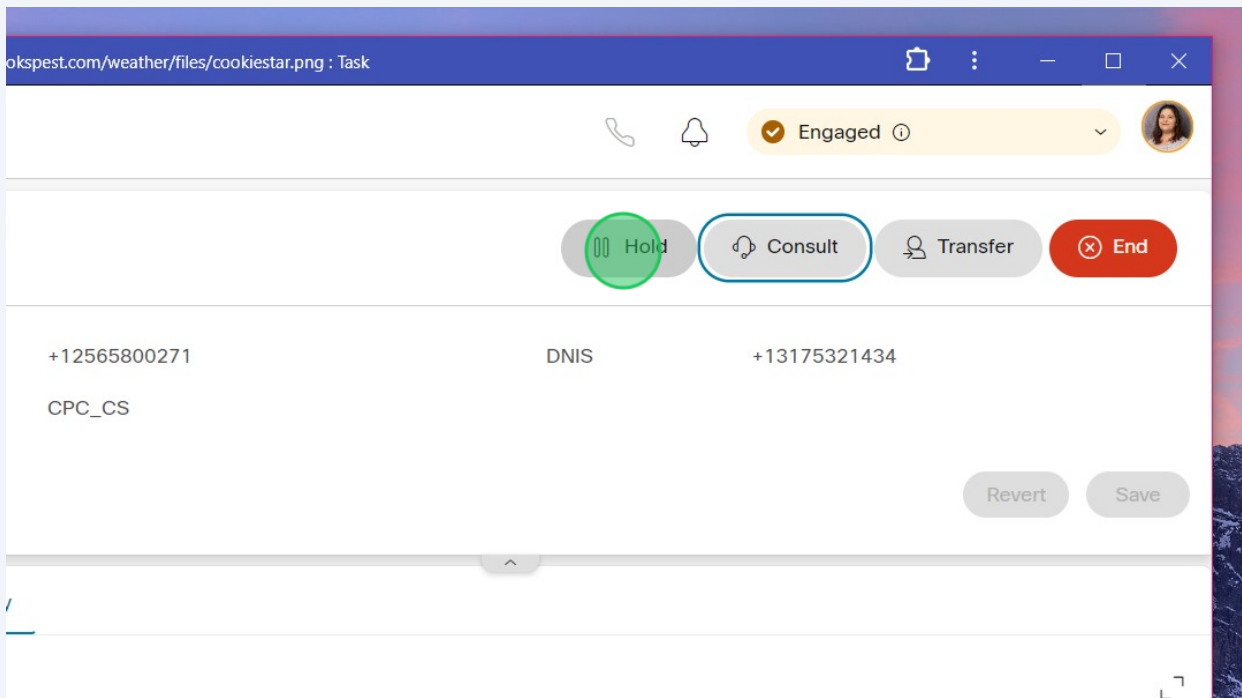 okspest.com/weather/files/cookiestar.png : Task
Engaged
Hold Consult Transfer End
+12565800271 DNIS +13175321434
CPC_CS
Revert Save